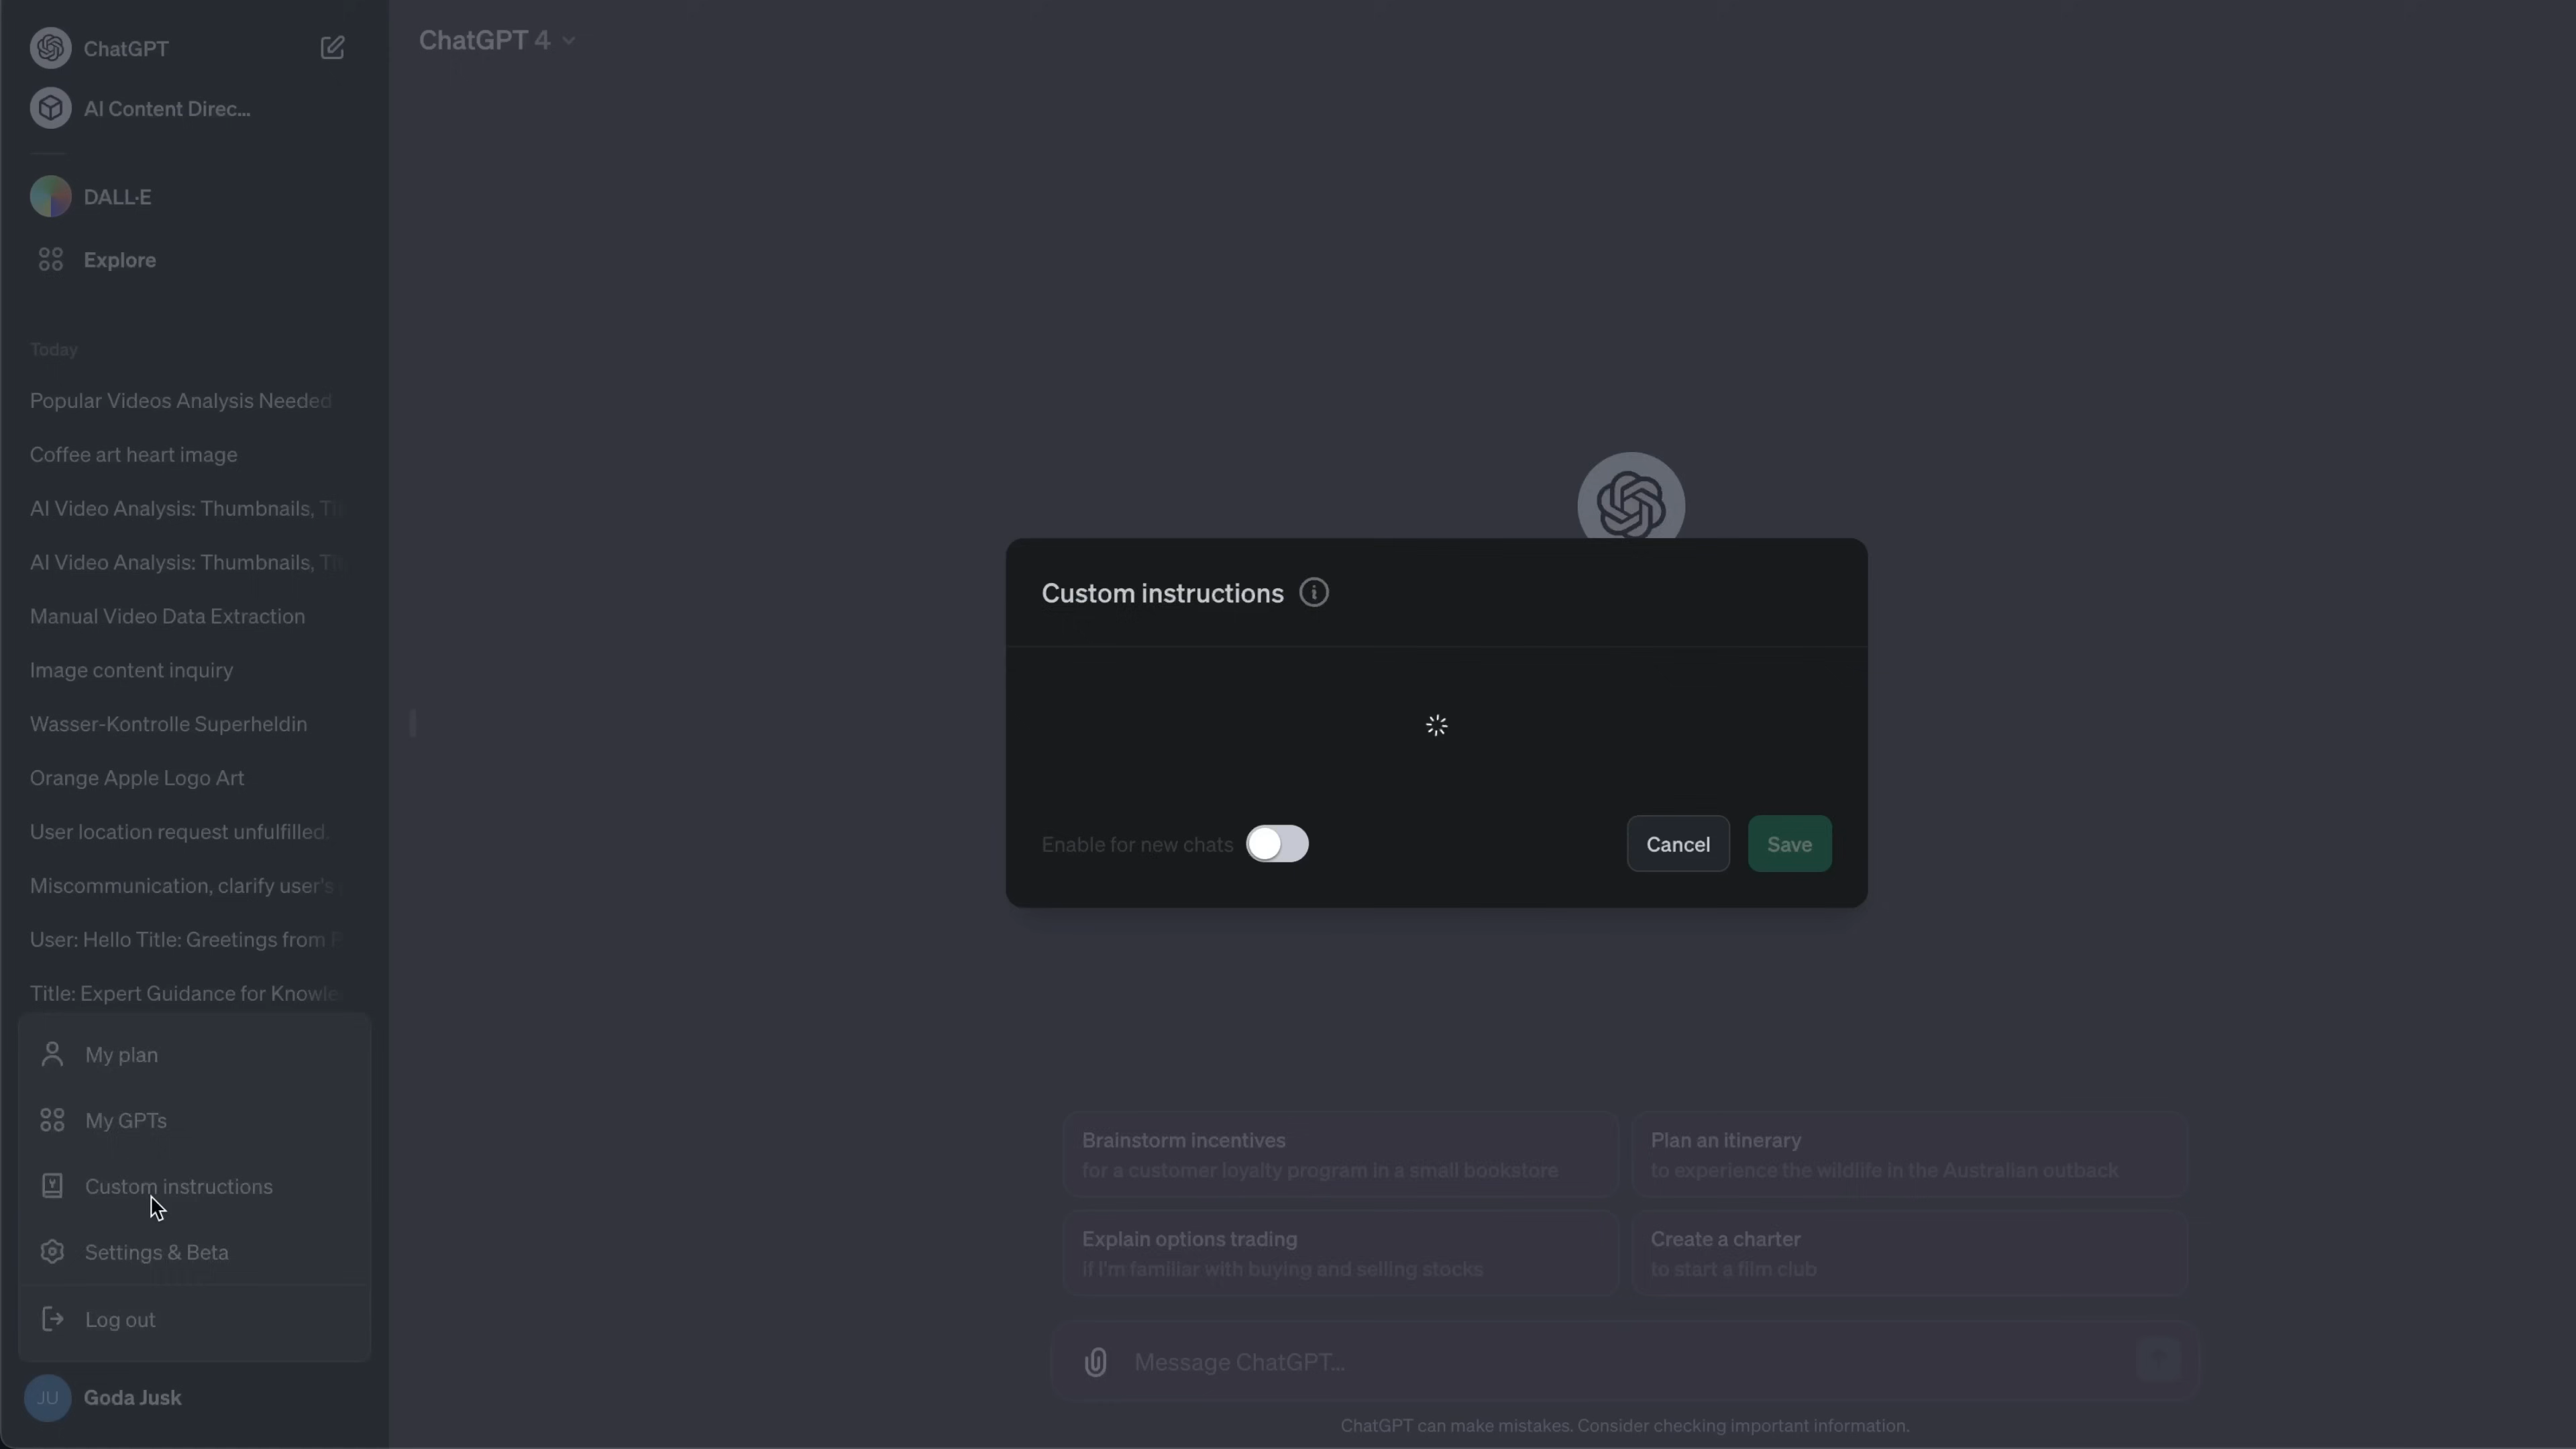 ChatGPT
AI Content Direc...
DALL·E
Explore
Today
Popular Videos Analysis Needed
Coffee art heart image
AI Video Analysis: Thumbnails,
AI Video Analysis: Thumbnails,
Manual Video Data Extraction
Image content inquiry
Wasser-Kontrolle Superheldin
Orange Apple Logo Art
User location request unfulfilled.
Miscommunication, clarify user's
User: Hello Title: Greetings from
Title: Expert Guidance for
My plan
My GPTs
Custom instructions
Settings & Beta
Log out
JU
Goda Jusk
ChatGPT 4
Custom instructions
Enable for new chats
Cancel
Save
Brainstorm incentives
for a customer loyalty program in a small bookstore
Plan an itinerary
to experience the wildlife in the Australian outback
Explain options trading
if I'm familiar with buying and selling stocks
Create a charter
to start a film club
Message ChatGPT...
ChatGPT can make mistakes. Consider checking important information.